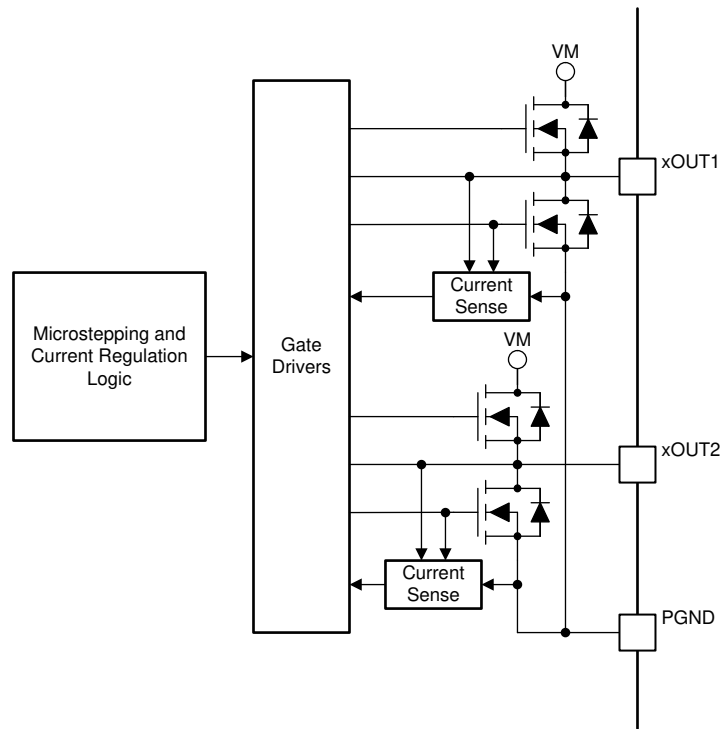 VM
xOUT1
Current
Sense
Microstepping and
Current Regulation
Logic
Gate
Drivers
VM
xOUT2
Current
Sense
PGND